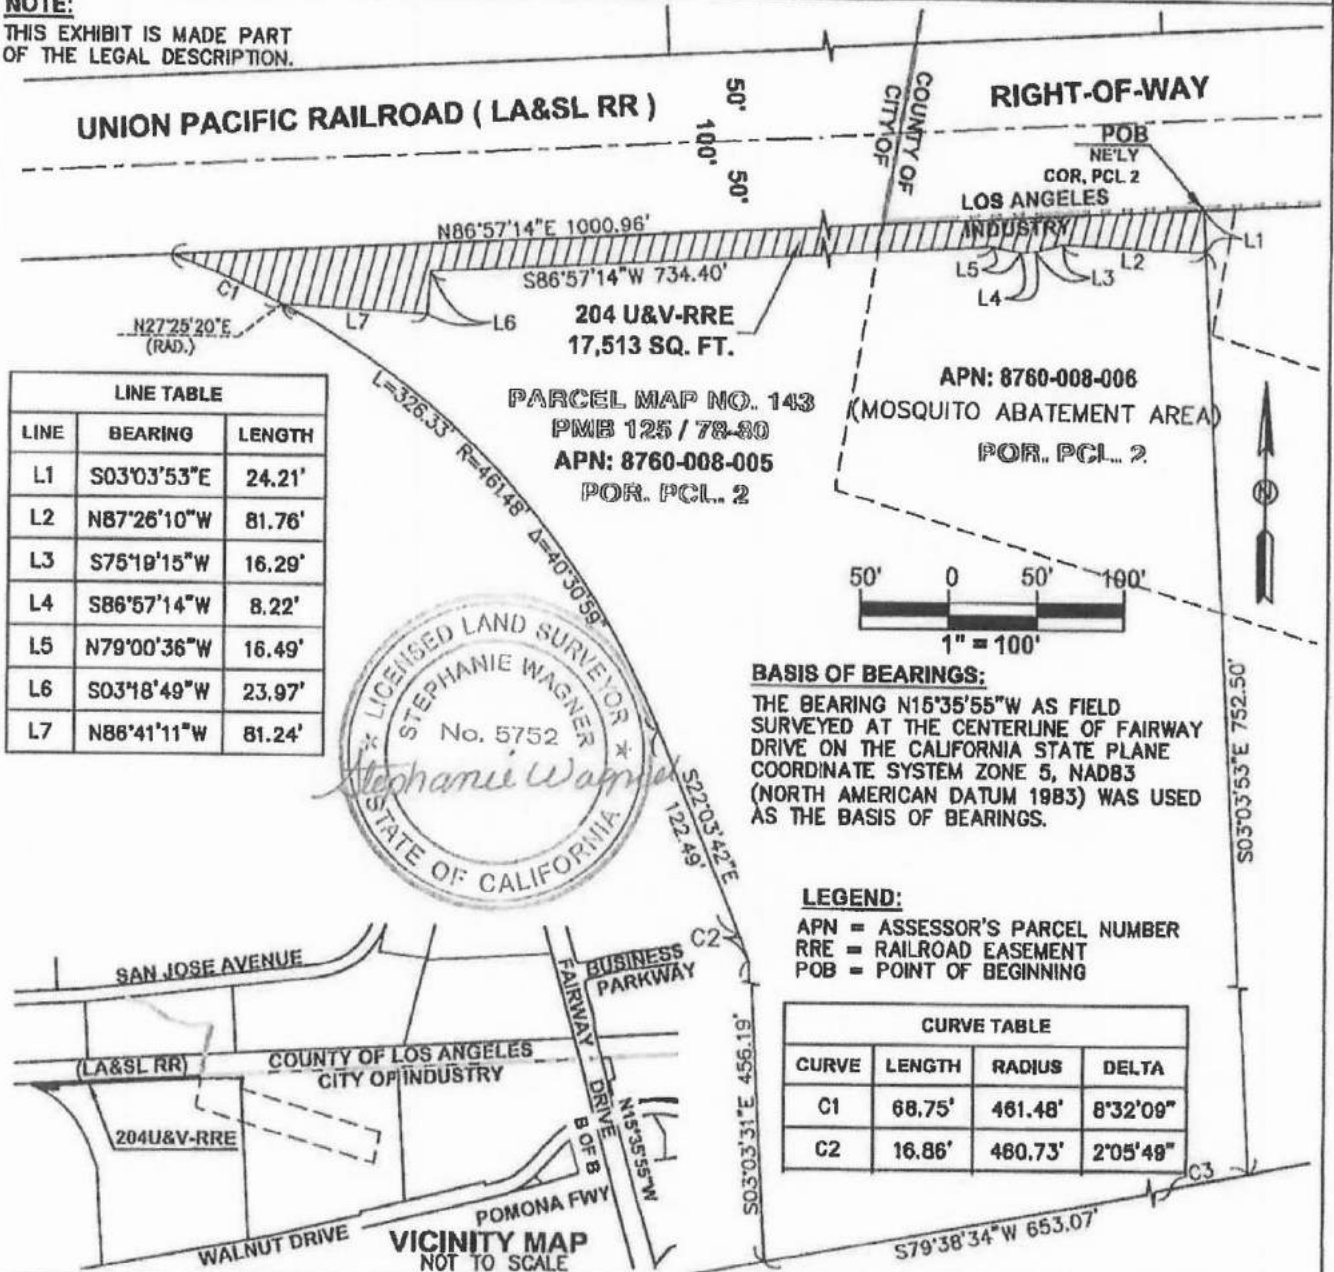 NOTE:
THIS EXHIBIT IS MADE PART
OF THE LEGAL DESCRIPTION.
UNION PACIFIC RAILROAD ( LA&SL RR )
50'
100'
50'
COUNTY OF
CITY OF
RIGHT-OF-WAY
POB
NE'LY
COR, PCL 2
LOS ANGELES
INDUSTRY
N86°57'14"E 1000.96'
S86°57'14"W 734.40'
L1
L2
L3
L4
L5
L6
L7
C1
N27°25'20"E
(RAD.)
204 U&V-RRE
17,513 SQ. FT.
PARCEL MAP NO. 143
PMB 125 / 78-80
APN: 8760-008-005
POR. PCL. 2
APN: 8760-008-006
(MOSQUITO ABATEMENT AREA)
POR. PCL. 2
L=326.33' R=461.48' Δ=40°30'59"
LINE TABLE
LINE BEARING LENGTH
L1 S03°03'53"E 24.21'
L2 N87°26'10"W 81.76'
L3 S75°19'15"W 16.29'
L4 S86°57'14"W 8.22'
L5 N79°00'36"W 16.49'
L6 S03°18'49"W 23.97'
L7 N86°41'11"W 81.24'
N
50' 0 50' 100'
1" = 100'
LICENSED LAND SURVEYOR
STEPHANIE WAGNER
No. 5752
Stephanie Wagner
STATE OF CALIFORNIA
BASIS OF BEARINGS:
THE BEARING N15°35'55"W AS FIELD
SURVEYED AT THE CENTERLINE OF FAIRWAY
DRIVE ON THE CALIFORNIA STATE PLANE
COORDINATE SYSTEM ZONE 5, NAD83
(NORTH AMERICAN DATUM 1983) WAS USED
AS THE BASIS OF BEARINGS.
S03°03'53"E 752.50'
S22°03'42"E
122.49'
C2
LEGEND:
APN = ASSESSOR'S PARCEL NUMBER
RRE = RAILROAD EASEMENT
POB = POINT OF BEGINNING
CURVE TABLE
CURVE LENGTH RADIUS DELTA
C1 68.75' 461.48' 8°32'09"
C2 16.86' 460.73' 2°05'49"
C3
S03°03'31"E 456.19'
S79°38'34"W 653.07'
SAN JOSE AVENUE
BUSINESS
PARKWAY
FAIRWAY DRIVE
(LA&SL RR)
COUNTY OF LOS ANGELES
CITY OF INDUSTRY
204U&V-RRE
B OF B
N15°35'55"W
POMONA FWY
WALNUT DRIVE
VICINITY MAP
NOT TO SCALE